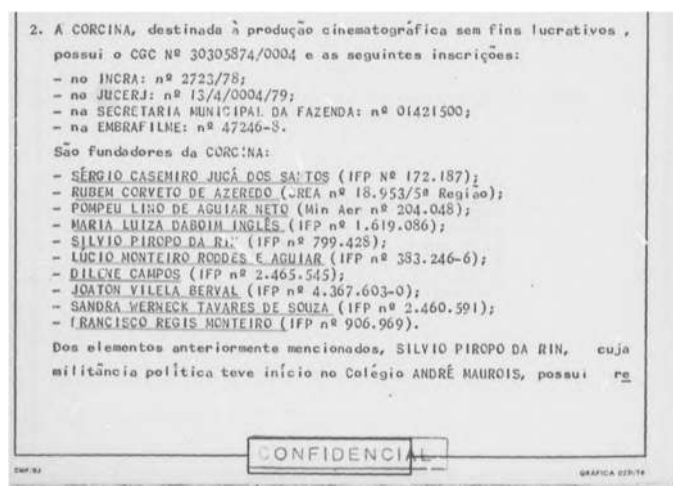 2. A CORCINA, destinada à produção cinematográfica sem fins lucrativos ,
possui o CGC Nº 30305874/0004 e as seguintes inscrições:
- no INCRA: nº 2723/78;
- no JUCERJ: nº 13/4/0004/79;
- na SECRETARIA MUNICIPAL DA FAZENDA: nº 01421500;
- na EMBRAFILME: nº 47246-S.
São fundadores da CORCINA:
- SÉRGIO CASEMIRO JUCÁ DOS SANTOS (IFP Nº 172.187);
- RUBEM CORVETO DE AZEREDO (CREA nº 18.953/5ª Região);
- POMPEU LINO DE AGUIAR NETO (Min Aer nº 204.048);
- MARIA LUIZA DABOIM INGLÊS (IFP nº 1.619.086);
- SILVIO PIROPO DA RIN (IFP nº 799.428);
- LÚCIO MONTEIRO RODDES E AGUIAR (IFP nº 383.246-6);
- DILENE CAMPOS (IFP nº 2.465.545);
- JOATON VILELA BERVAL (IFP nº 4.367.603-0);
- SANDRA WERNECK TAVARES DE SOUZA (IFP nº 2.460.591);
- FRANCISCO REGIS MONTEIRO (IFP nº 906.969).
Dos elementos anteriormente mencionados, SILVIO PIROPO DA RIN, cuja
militância política teve início no Colégio ANDRÉ MAUROIS, possui re
CONFIDENCIAL
GRÁFICA